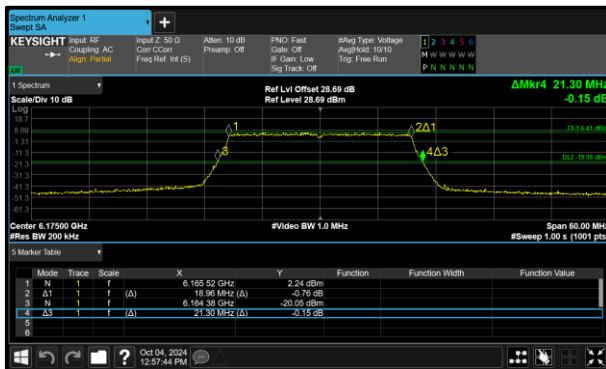 Spectrum Analyzer 1
Swept SA
+
KEYSIGHT Input: RF Input Z: 50 Ω Atten: 10 dB PNO: Fast #Avg Type: Voltage 1 2 3 4 5 6
Coupling: AC Corr CCorr Preamp: Off Gate: Off Avg|Hold: 10/10 M W W W W W
Align: Partial Freq Ref: Int (S) IF Gain: Low Trig: Free Run P N N N N N
Sig Track: Off
1 Spectrum Ref Lvl Offset 28.69 dB ΔMkr4 21.30 MHz
Scale/Div 10 dB Ref Level 28.69 dBm -0.15 dB
Log
18.7
8.69
-1.31
-11.3
-21.3
-31.3
-41.3
-51.3
-61.3
1
2Δ1
DL1 6.41 dBm
3
4Δ3
DL2 -19.59 dBm
Center 6.17500 GHz #Video BW 1.0 MHz Span 60.00 MHz
#Res BW 200 kHz #Sweep 1.00 s (1001 pts)
5 Marker Table
Mode Trace Scale X Y Function Function Width Function Value
1 N 1 f 6.165 52 GHz 2.24 dBm
2 Δ1 1 f (Δ) 18.96 MHz (Δ) -0.76 dB
3 N 1 f 6.164 38 GHz -20.05 dBm
4 Δ3 1 f (Δ) 21.30 MHz (Δ) -0.15 dB
5
6
?
Oct 04, 2024
12:57:44 PM